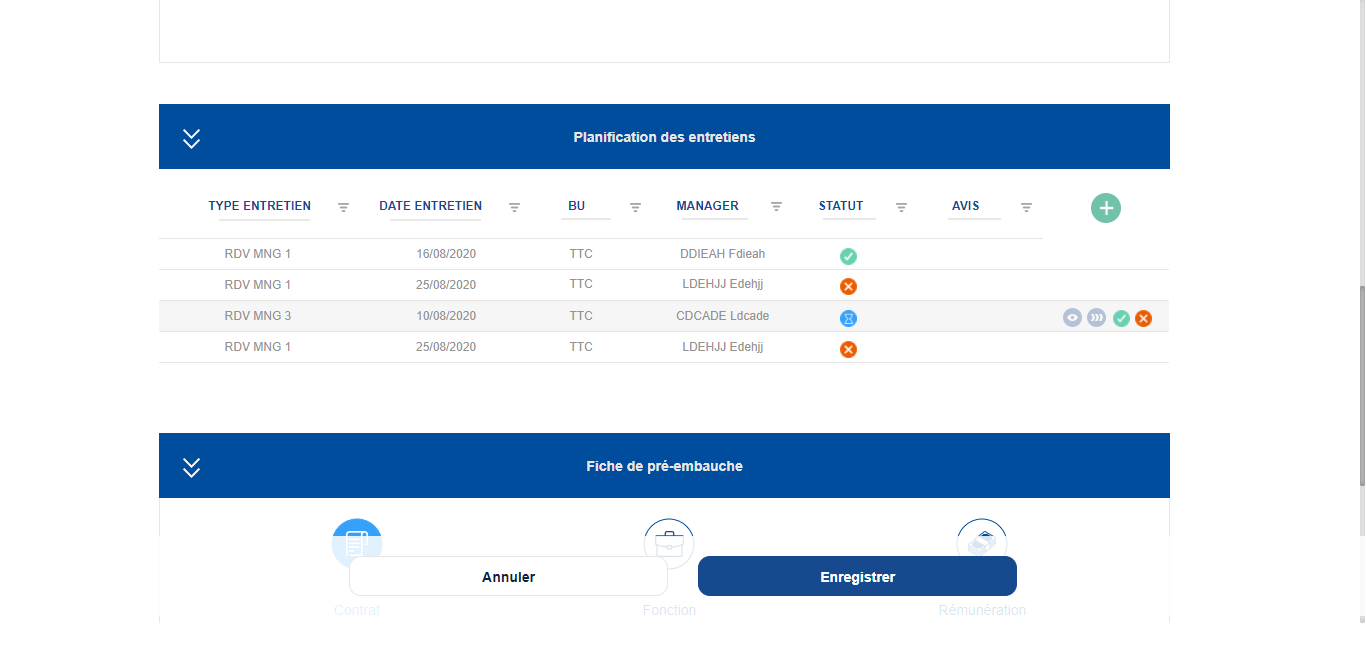 Planification des entretiens
TYPE ENTRETIEN DATE ENTRETIEN BU MANAGER STATUT AVIS
RDV MNG 1 16/08/2020 TTC DDIEAH Fdieah
RDV MNG 1 25/08/2020 TTC LDEHJJ Edehjj
RDV MNG 3 10/08/2020 TTC CDCADE Ldcade
RDV MNG 1 25/08/2020 TTC LDEHJJ Edehjj
Fiche de pré-embauche
Annuler Enregistrer
Contrat Fonction Rémunération